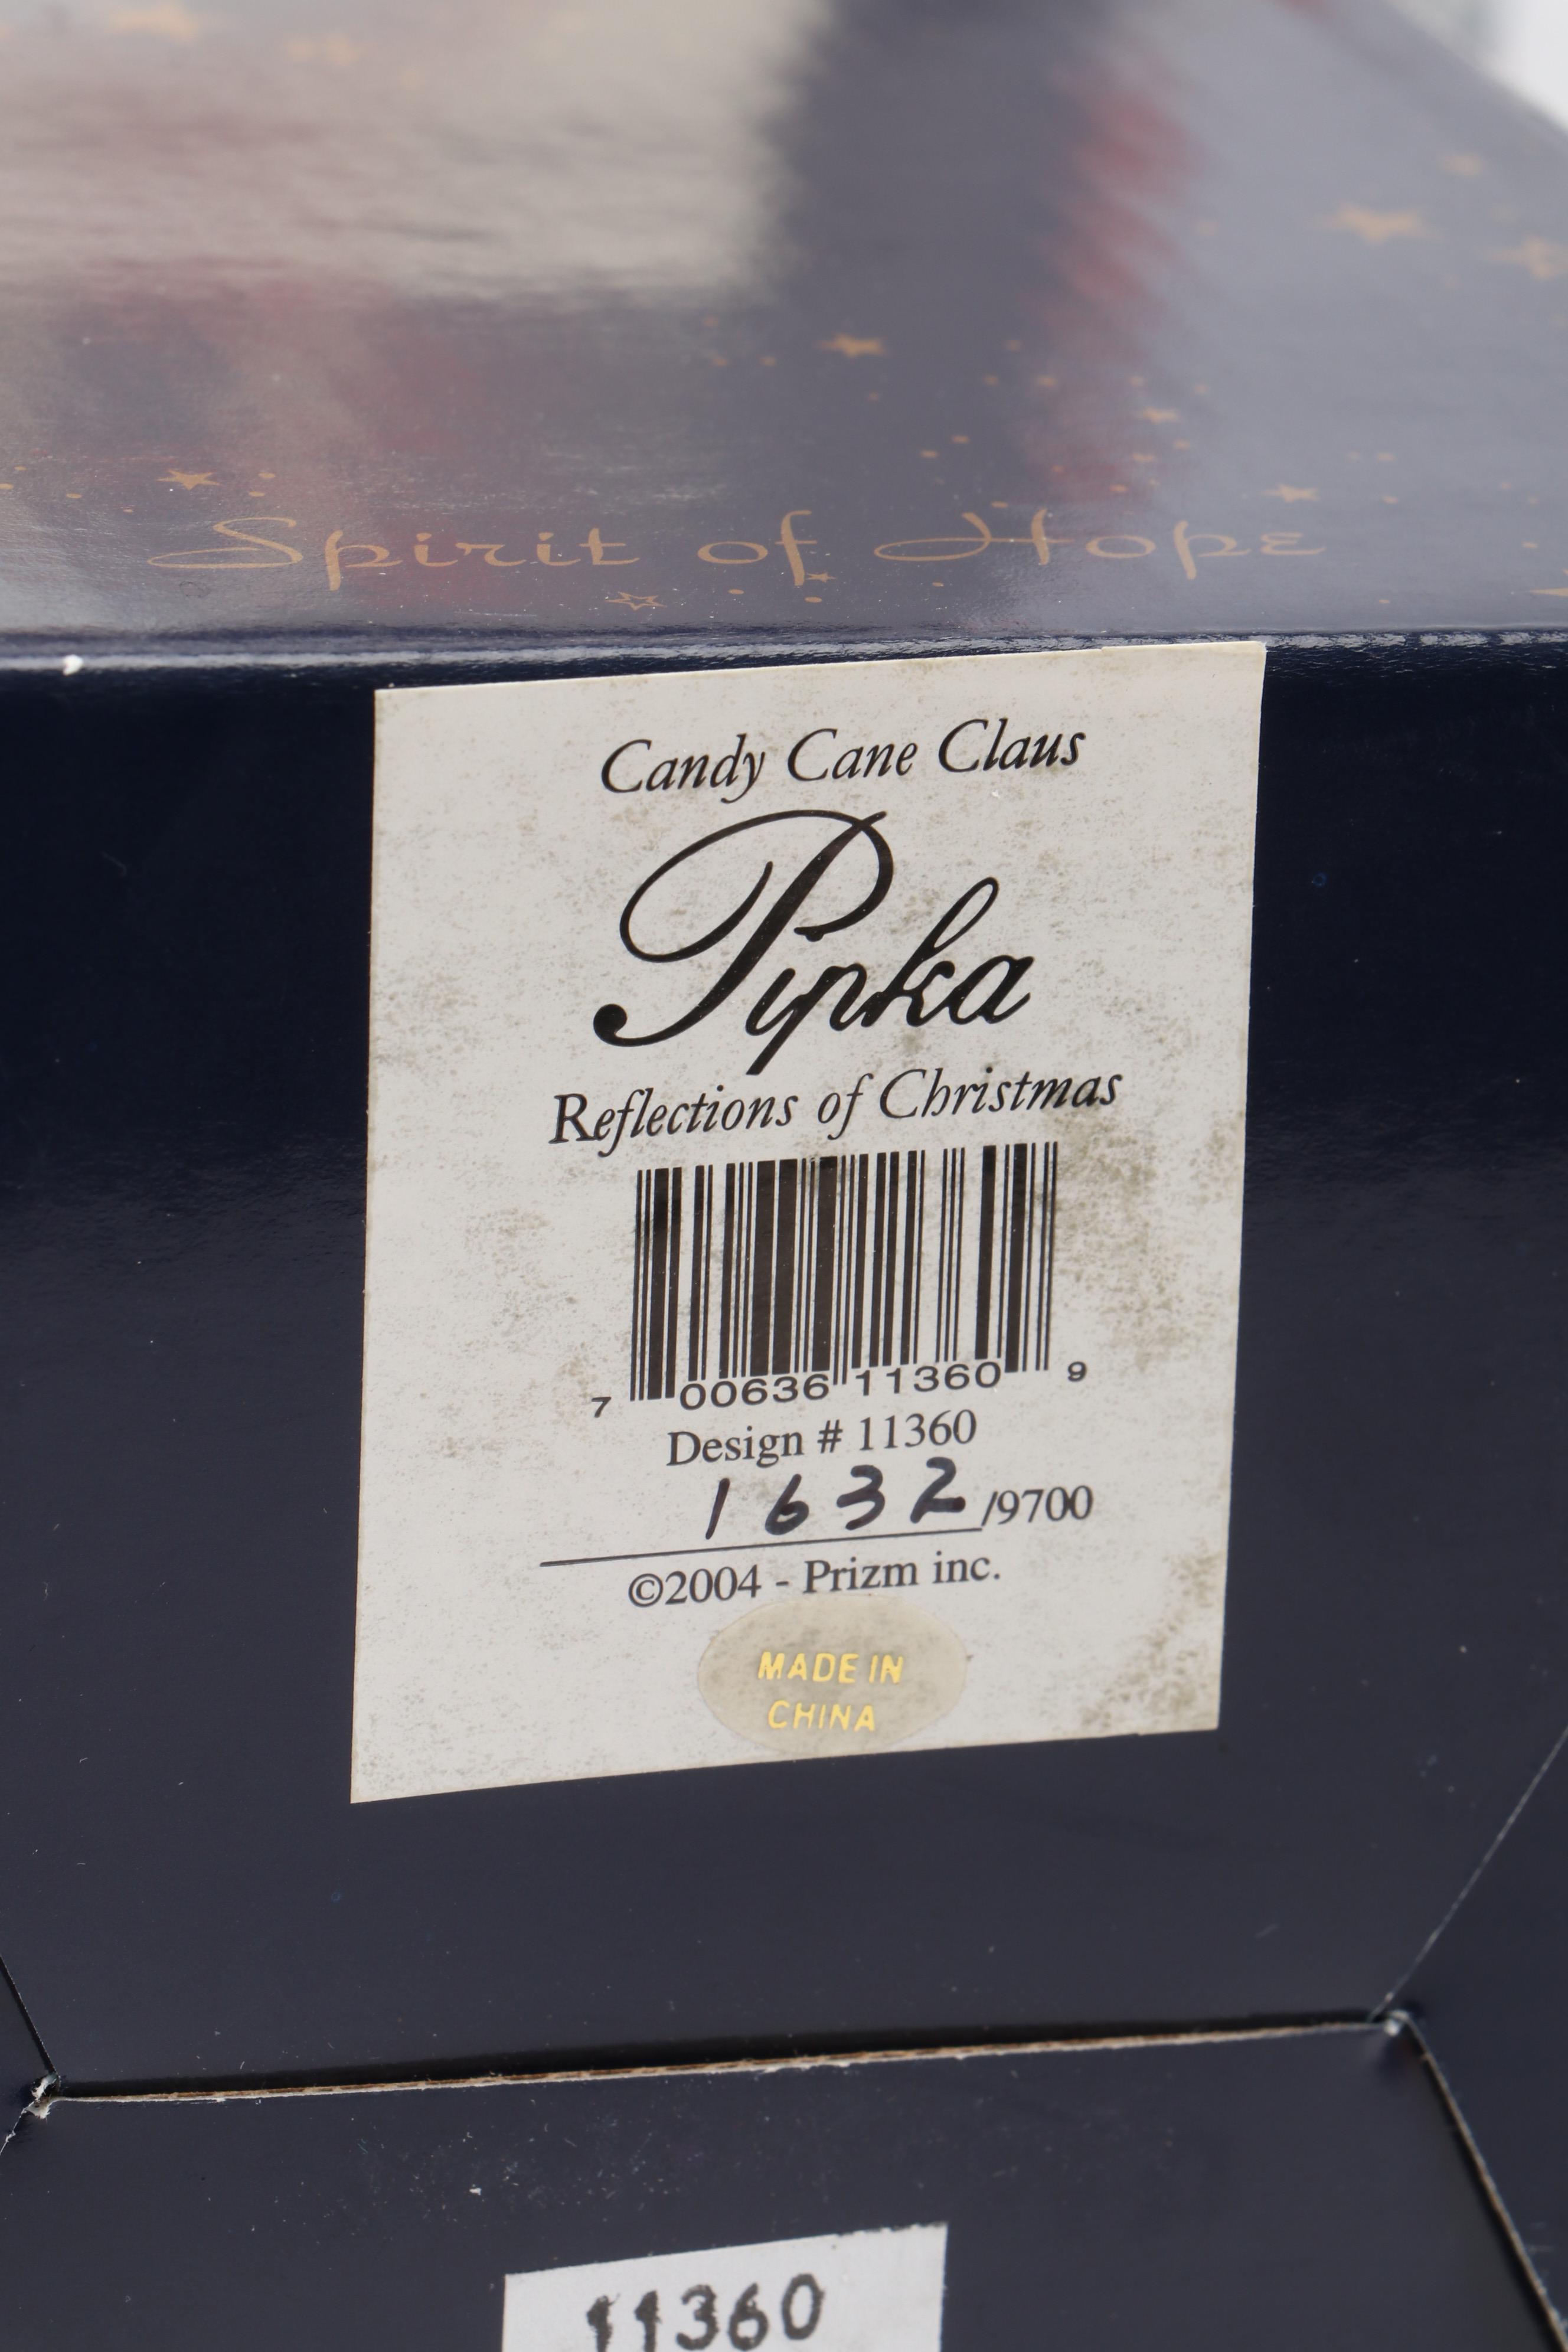 Spirit of Hope
Candy Cane Claus
Pipka
Reflections of Christmas
7 00636 11360 9
Design # 11360
1632/9700
©2004 - Prizm inc.
MADE IN
CHINA
11360